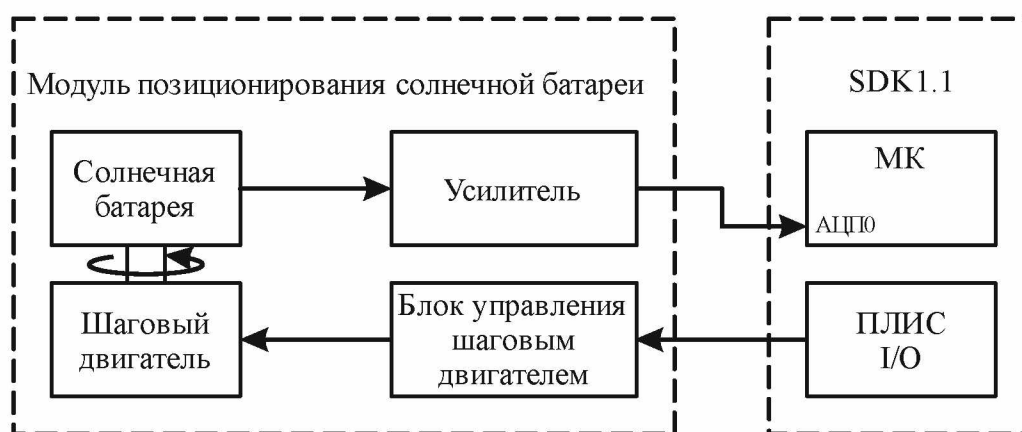 Модуль позиционирования солнечной батареи
SDK1.1
Солнечная
батарея
Усилитель
МК
АЦП0
Шаговый
двигатель
Блок управления
шаговым
двигателем
ПЛИС
I/O